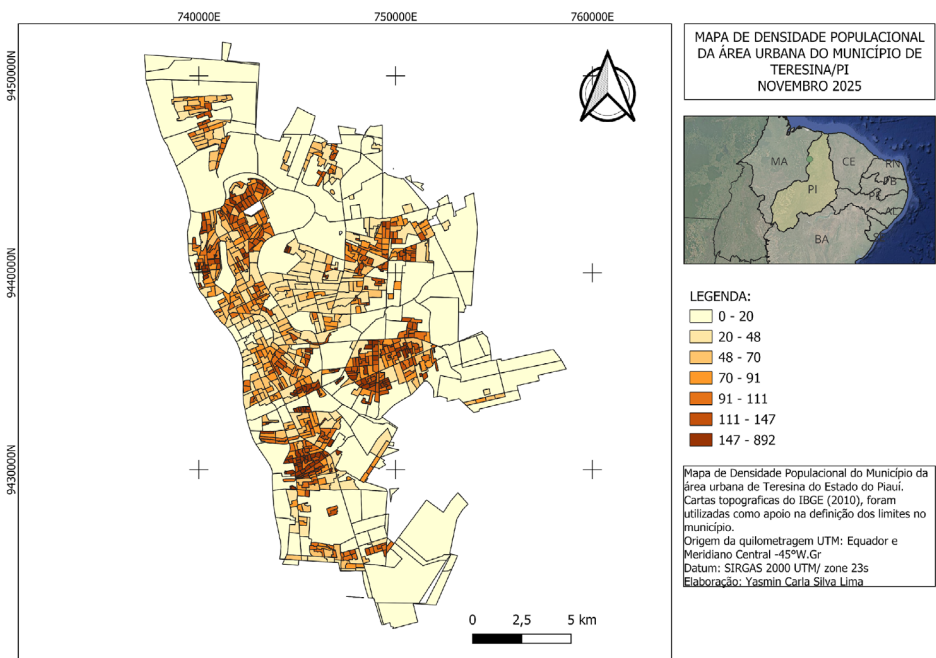 740000E
750000E
760000E
9450000N
9440000N
9430000N
0 2,5 5 km
MAPA DE DENSIDADE POPULACIONAL
DA ÁREA URBANA DO MUNICÍPIO DE
TERESINA/PI
NOVEMBRO 2025
MA
CE
RN
PB
PI
PE
AL
BA
LEGENDA:
0 - 20
20 - 48
48 - 70
70 - 91
91 - 111
111 - 147
147 - 892
Mapa de Densidade Populacional do Município da
área urbana de Teresina do Estado do Piauí.
Cartas topograficas do IBGE (2010), foram
utilizadas como apoio na definição dos limites no
município.
Origem da quilometragem UTM: Equador e
Meridiano Central -45°W.Gr
Datum: SIRGAS 2000 UTM/ zone 23s
Elaboração: Yasmin Carla Silva Lima